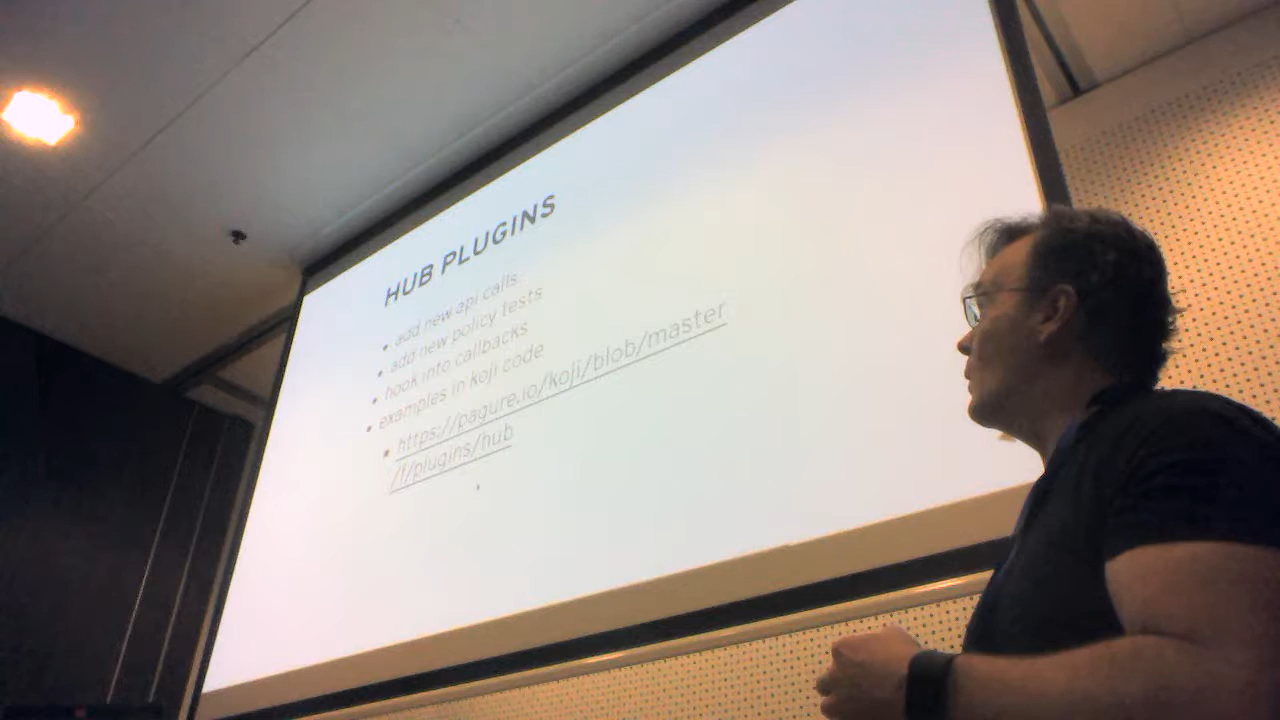 HUB PLUGINS
add new api calls
add new policy tests
hook into callbacks
examples in koji code
https://pagure.io/koji/blob/master
/f/plugins/hub